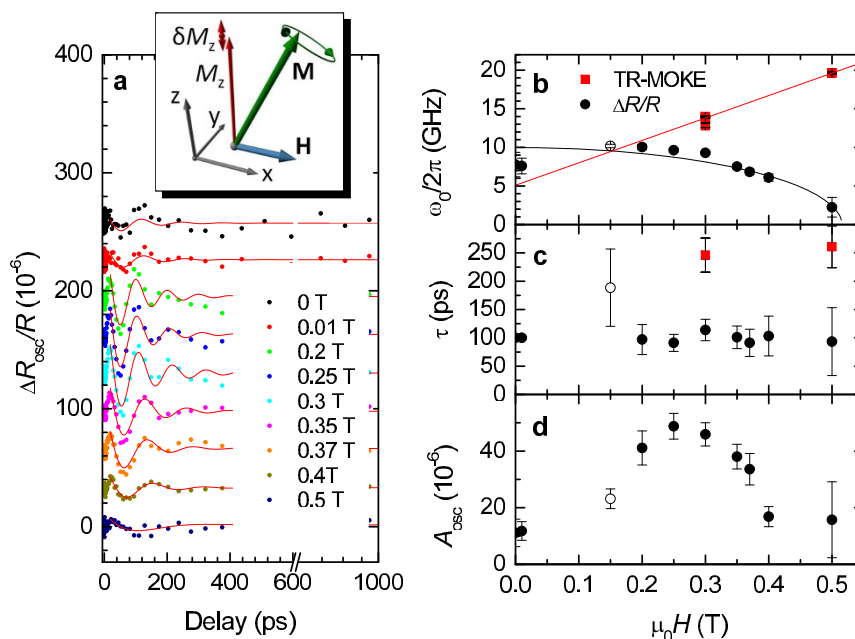 a
δM_z
M_z
M
H
z
y
x
400
300
200
100
0
ΔR_osc/R (10^-6)
0 T
0.01 T
0.2 T
0.25 T
0.3 T
0.35 T
0.37 T
0.4T
0.5 T
0 200 400 600 1000
Delay (ps)
b
TR-MOKE
ΔR/R
20
15
10
5
0
ω_0/2π (GHz)
c
250
200
150
100
50
0
τ (ps)
d
40
20
0
A_osc (10^-6)
0.0 0.1 0.2 0.3 0.4 0.5
μ_0H (T)